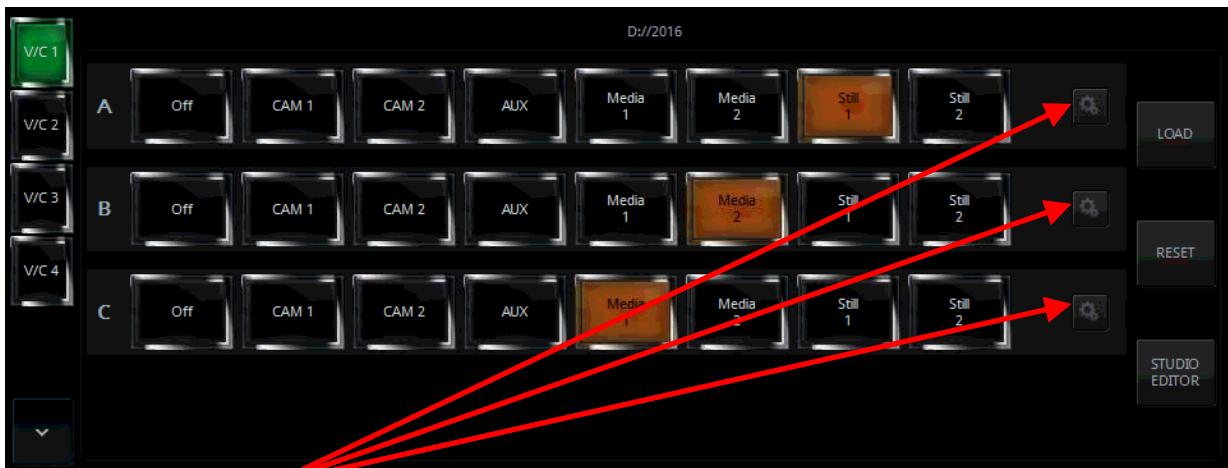 D://2016
V/C 1
V/C 2
V/C 3
V/C 4
A
Off
CAM 1
CAM 2
AUX
Media
1
Media
2
Still
1
Still
2
B
Off
CAM 1
CAM 2
AUX
Media
1
Media
2
Still
1
Still
2
C
Off
CAM 1
CAM 2
AUX
Media
1
Media
2
Still
1
Still
2
LOAD
RESET
STUDIO
EDITOR